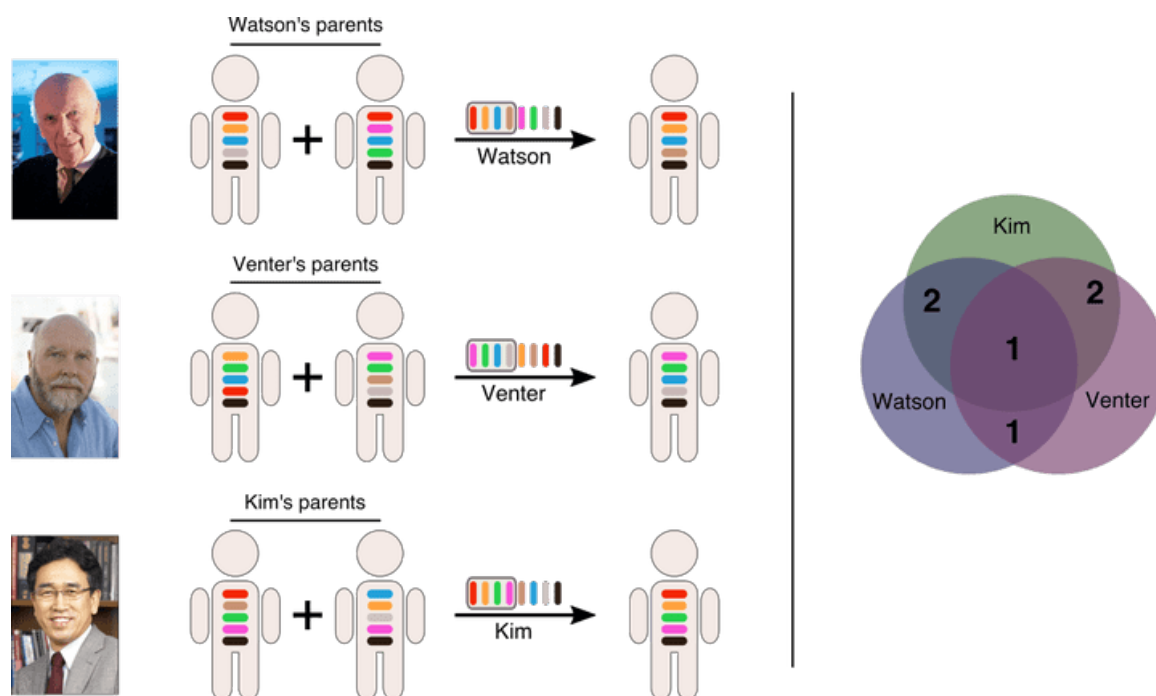 Watson's parents
+
Watson
Venter's parents
+
Venter
Kim's parents
+
Kim
Kim
2
2
1
Watson
Venter
1